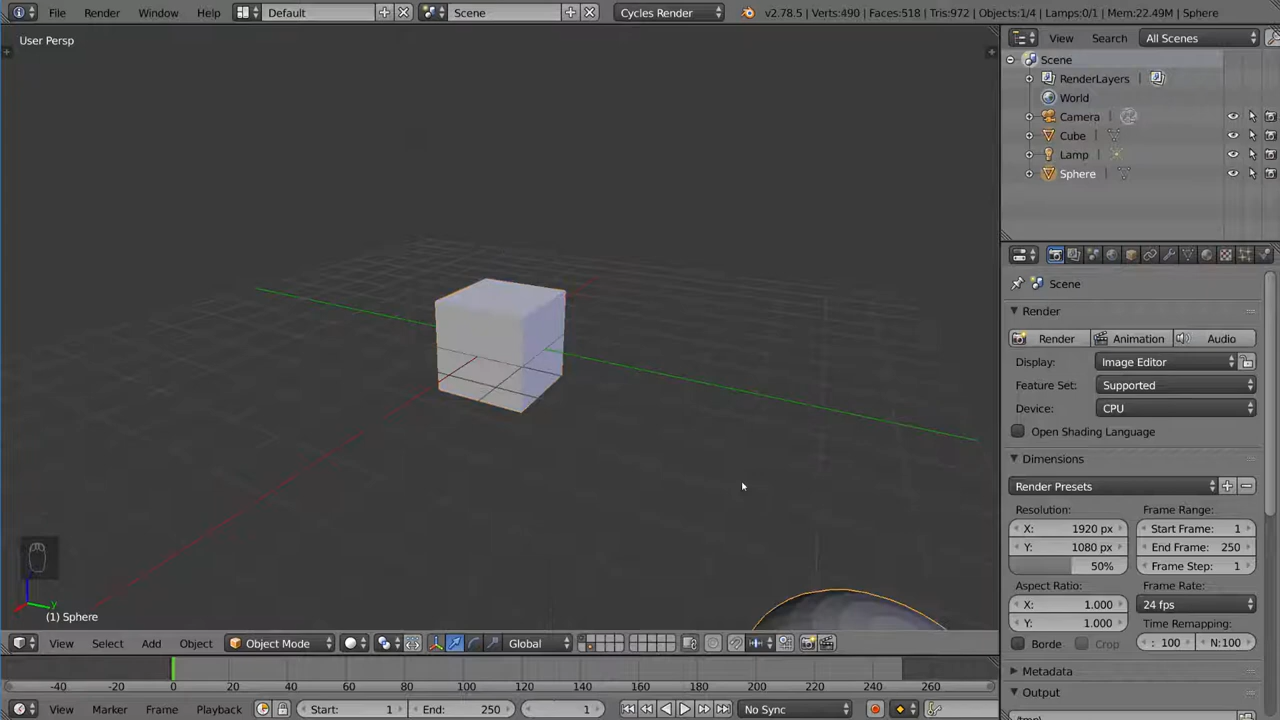 File Render Window Help Default Scene Cycles Render v2.78.5 | Verts:490 | Faces:518 | Tris:972 | Objects:1/4 | Lamps:0/1 | Mem:22.49M | Sphere
User Persp
View Search All Scenes
Scene
RenderLayers
World
Camera
Cube
Lamp
Sphere
Scene
Render
Render Animation Audio
Display: Image Editor
Feature Set: Supported
Device: CPU
Open Shading Language
Dimensions
Render Presets
Resolution: Frame Range:
X: 1920 px Start Frame: 1
Y: 1080 px End Frame: 250
50% Frame Step: 1
Aspect Ratio: Frame Rate:
X: 1.000 24 fps
Y: 1.000 Time Remapping:
Borde Crop : 100 N:100
Metadata
Output
z
y
(1) Sphere
View Select Add Object Object Mode Global
-40 -20 0 20 40 60 80 100 120 140 160 180 200 220 240 260
View Marker Frame Playback Start: 1 End: 250 1 No Sync